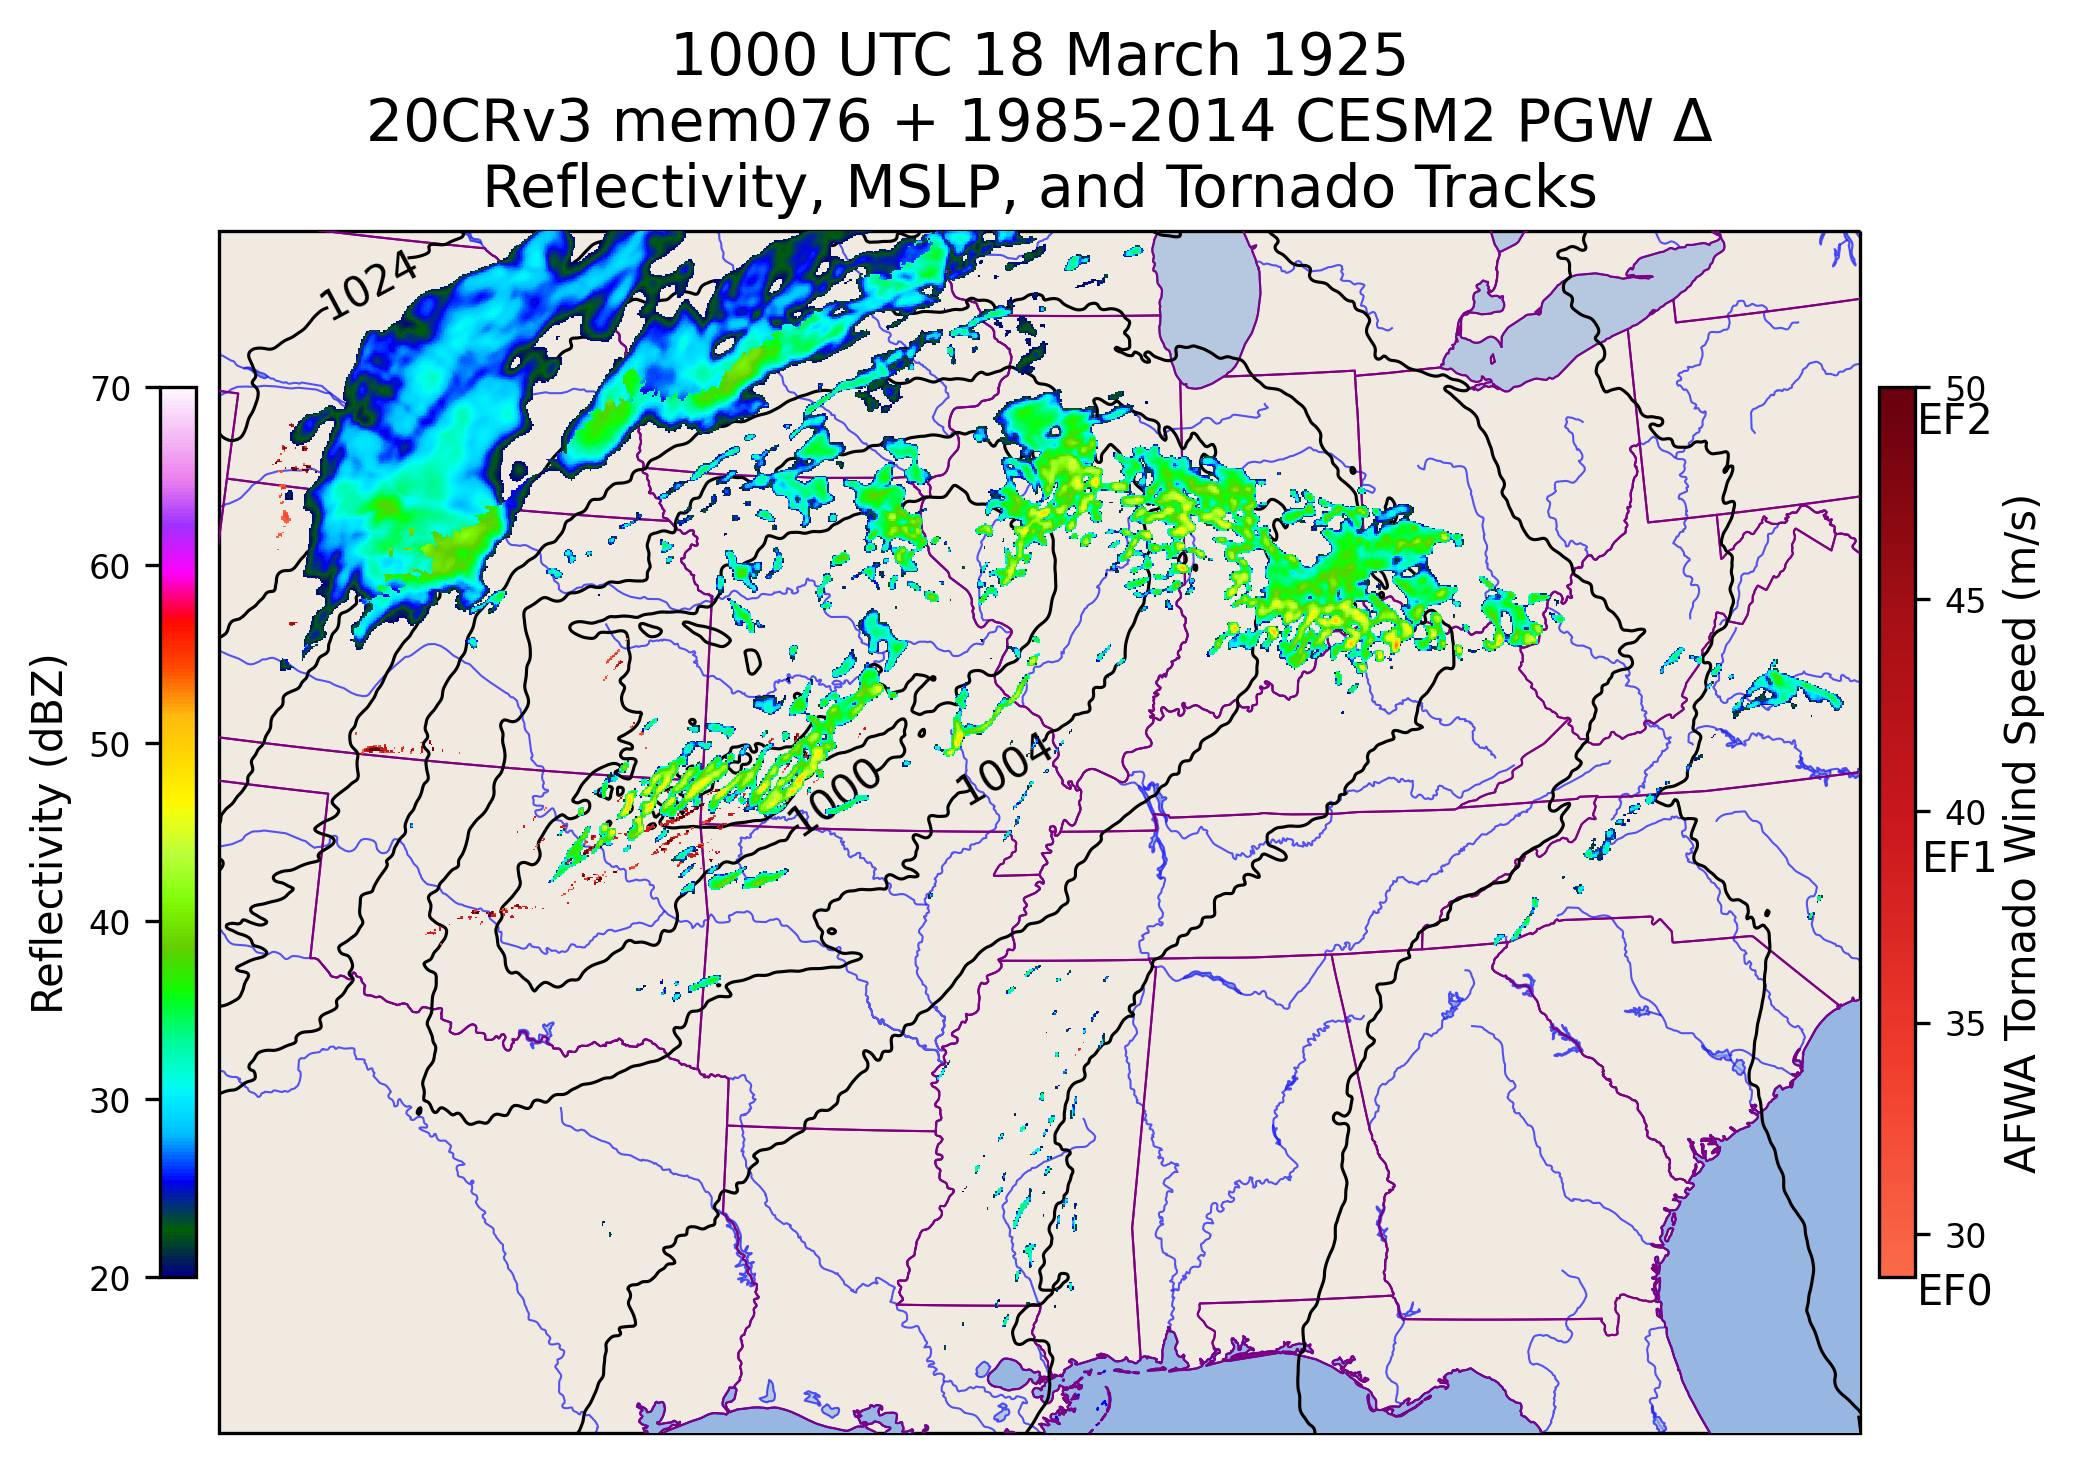 1000 UTC 18 March 1925
20CRv3 mem076 + 1985-2014 CESM2 PGW Δ
Reflectivity, MSLP, and Tornado Tracks
1024
1000
1004
70
60
50
40
30
20
Reflectivity (dBZ)
50
EF2
45
40
EF1
35
30
EF0
AFWA Tornado Wind Speed (m/s)